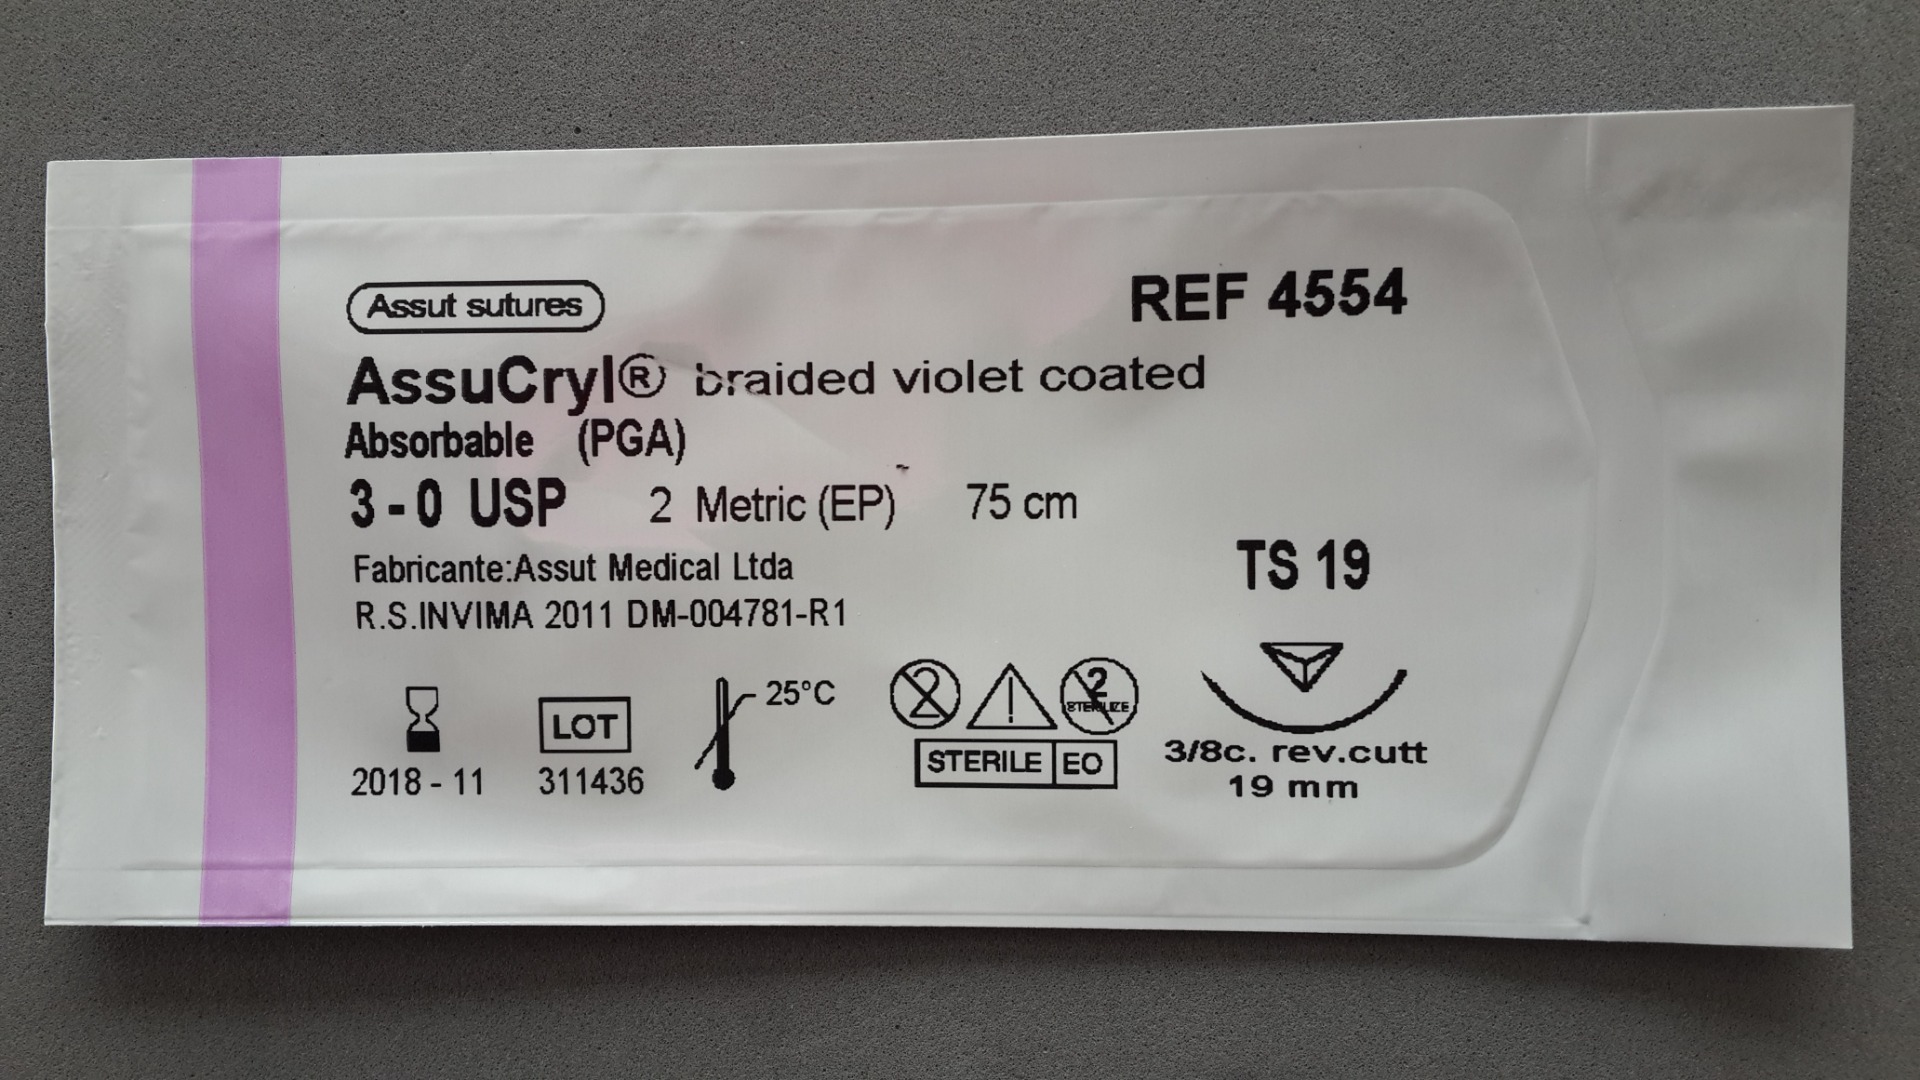 Assut sutures
REF 4554
AssuCryl® braided violet coated
Absorbable (PGA)
3-0 USP 2 Metric (EP) 75 cm
Fabricante:Assut Medical Ltda
R.S.INVIMA 2011 DM-004781-R1
TS 19
25°C
2
2
STERILIZE
LOT
STERILE EO
3/8c. rev.cutt
19 mm
2018-11
311436